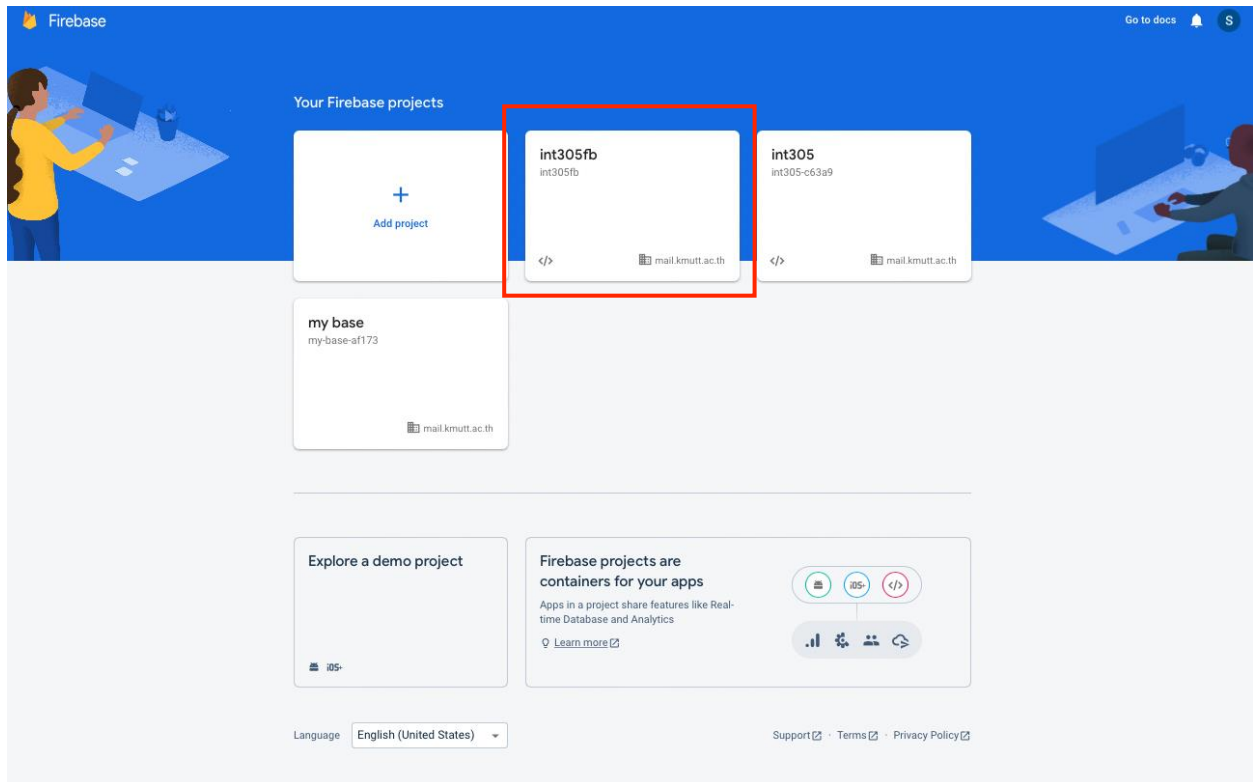 Firebase
Go to docs
S
Your Firebase projects
+
Add project
int305fb
int305fb
</>
mail.kmutt.ac.th
int305
int305-c63a9
</>
mail.kmutt.ac.th
my base
my-base-af173
mail.kmutt.ac.th
Explore a demo project
iOS+
Firebase projects are
containers for your apps
Apps in a project share features like Real-
time Database and Analytics
Learn more
iOS+
</>
Language
English (United States)
Support · Terms · Privacy Policy